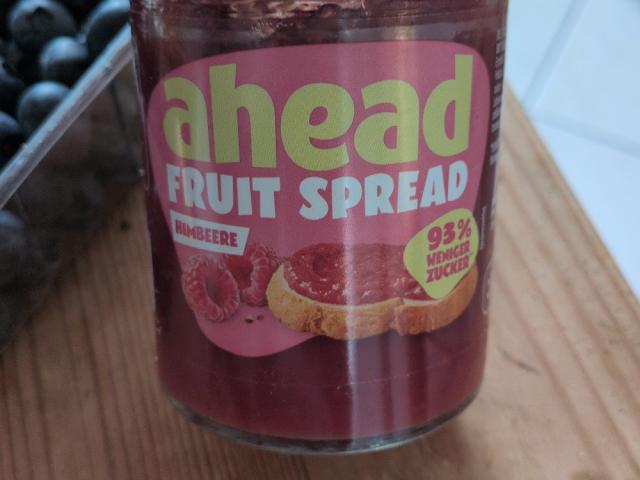 ahead
FRUIT SPREAD
HIMBEERE
93%
WENIGER
ZUCKER